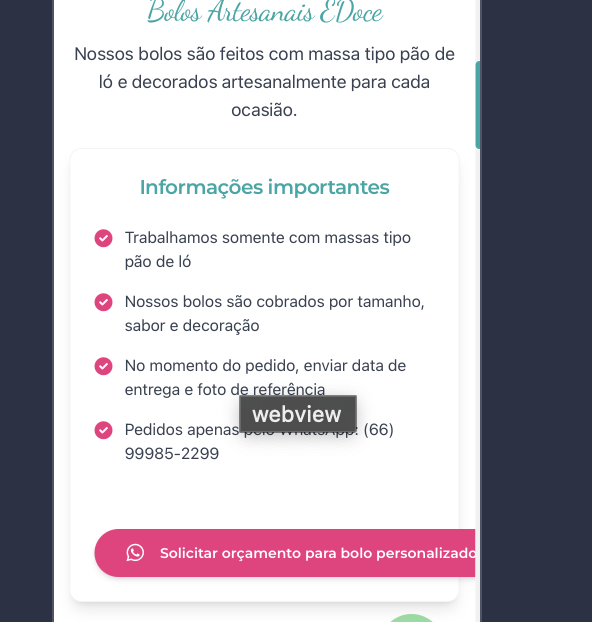 Bolos Artesanais ÉDoce
Nossos bolos são feitos com massa tipo pão de
ló e decorados artesanalmente para cada
ocasião.
Informações importantes
Trabalhamos somente com massas tipo
pão de ló
Nossos bolos são cobrados por tamanho,
sabor e decoração
No momento do pedido, enviar data de
entrega e foto de referência
webview
Pedidos apenas pelo WhatsApp: (66)
99985-2299
Solicitar orçamento para bolo personalizado